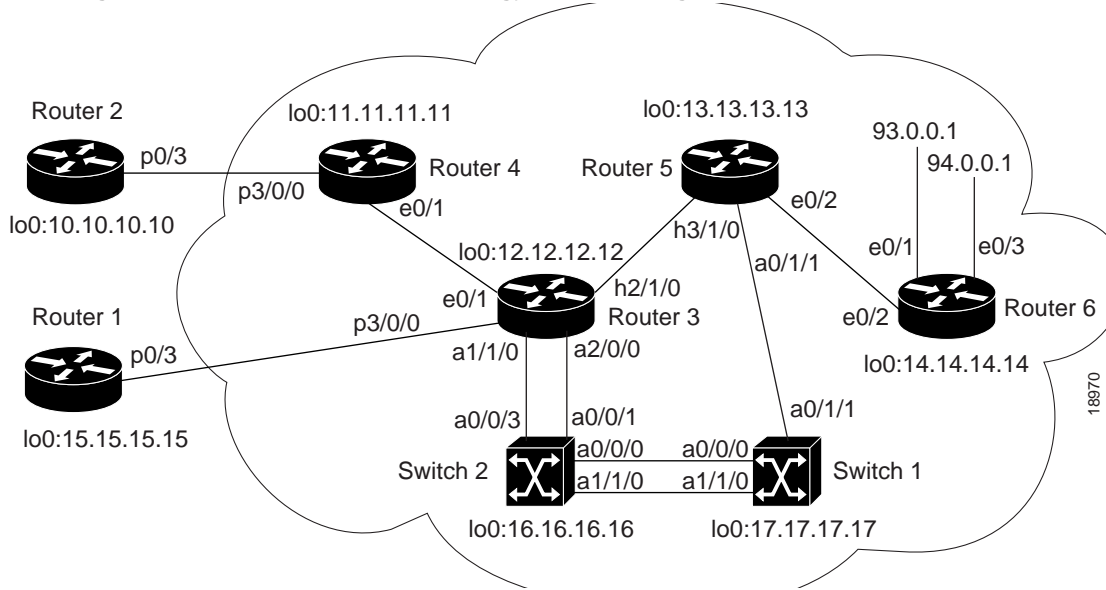 Router 2
lo0:11.11.11.11
lo0:13.13.13.13
93.0.0.1
94.0.0.1
p0/3
Router 4
Router 5
p3/0/0
e0/2
lo0:10.10.10.10
e0/1
h3/1/0
lo0:12.12.12.12
a0/1/1
e0/1
e0/3
Router 1
e0/1
h2/1/0
p3/0/0
Router 3
e0/2
Router 6
p0/3
a1/1/0
a2/0/0
lo0:14.14.14.14
18970
lo0:15.15.15.15
a0/0/3
a0/0/1
a0/1/1
Switch 2
a0/0/0
a0/0/0
Switch 1
a1/1/0
a1/1/0
lo0:16.16.16.16
lo0:17.17.17.17